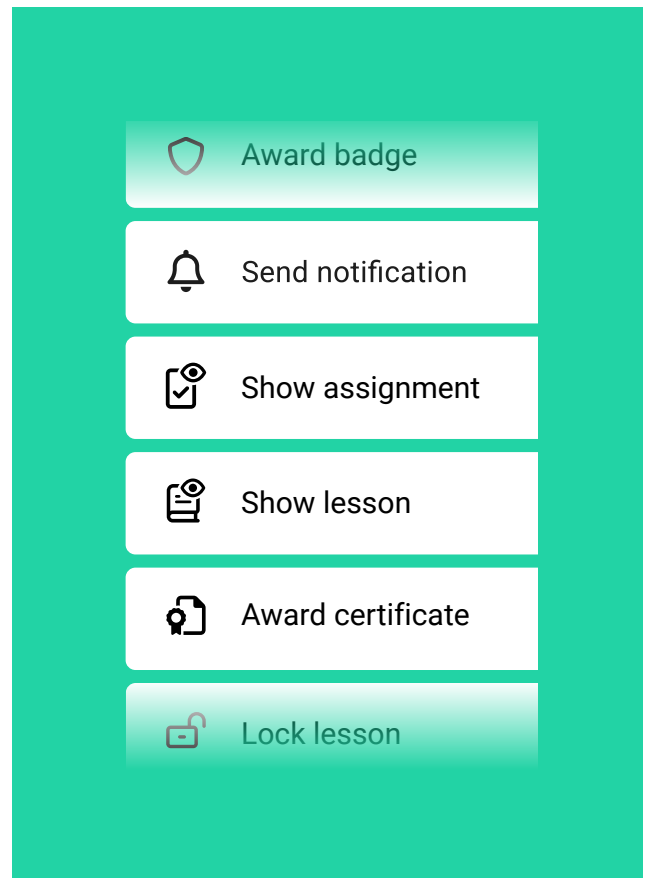 Award badge
Send notification
Show assignment
Show lesson
Award certificate
Lock lesson